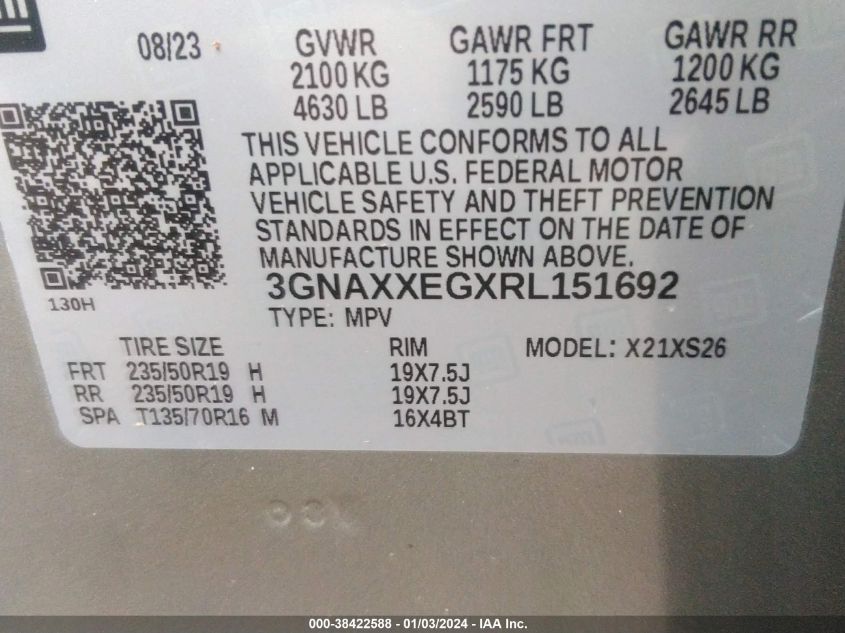 08/23
GVWR GAWR FRT GAWR RR
2100 KG 1175 KG 1200 KG
4630 LB 2590 LB 2645 LB
THIS VEHICLE CONFORMS TO ALL
APPLICABLE U.S. FEDERAL MOTOR
VEHICLE SAFETY AND THEFT PREVENTION
STANDARDS IN EFFECT ON THE DATE OF
MANUFACTURE SHOWN ABOVE.
3GNAXXEGXRL151692
130H
TYPE: MPV
TIRE SIZE RIM MODEL: X21XS26
FRT 235/50R19 H 19X7.5J
RR 235/50R19 H 19X7.5J
SPA T135/70R16 M 16X4BT
000-38422588 - 01/03/2024 - IAA Inc.